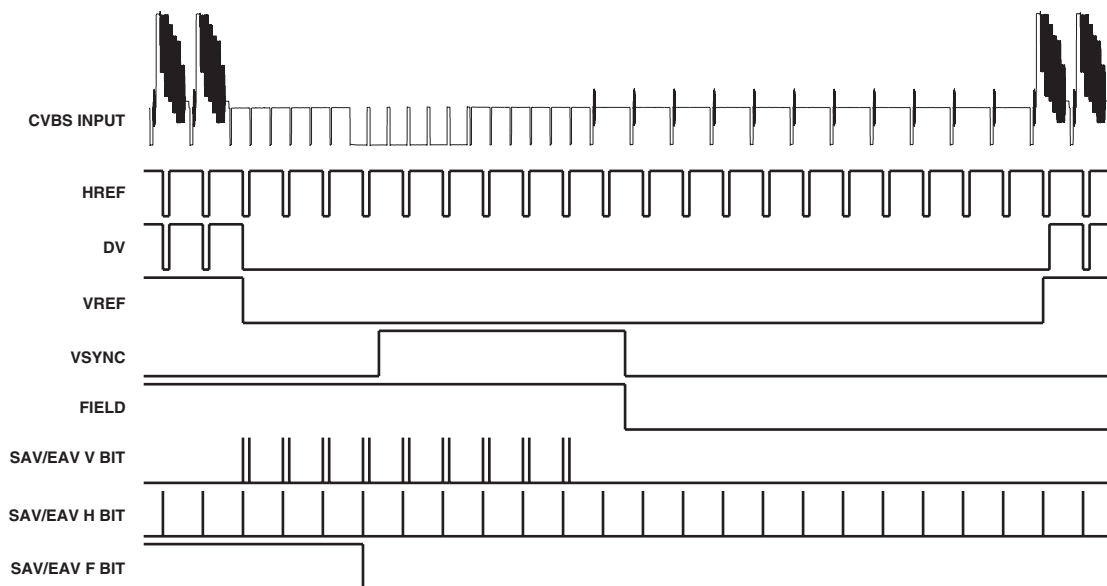 CVBS INPUT
HREF
DV
VREF
VSYNC
FIELD
SAV/EAV V BIT
SAV/EAV H BIT
SAV/EAV F BIT